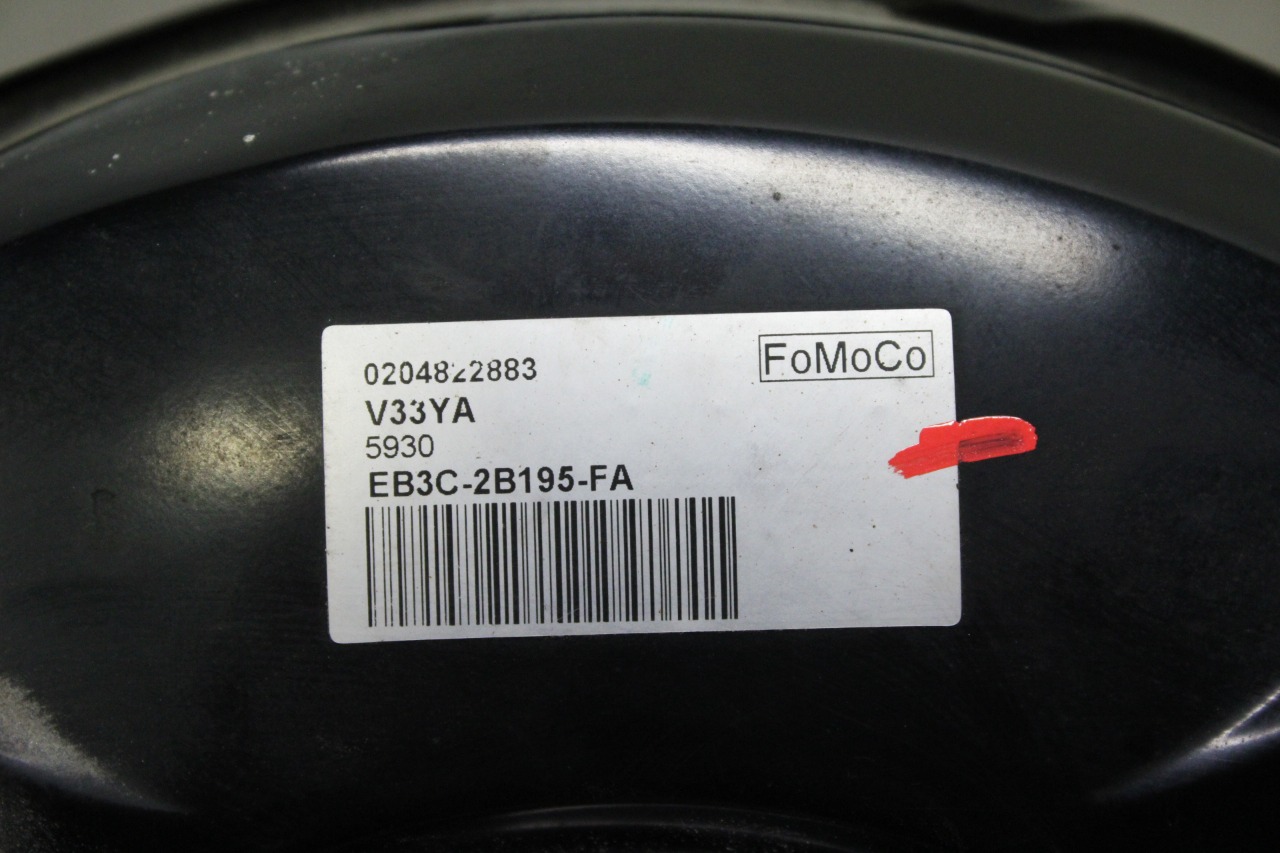 0204822883
FoMoCo
V33YA
5930
EB3C-2B195-FA